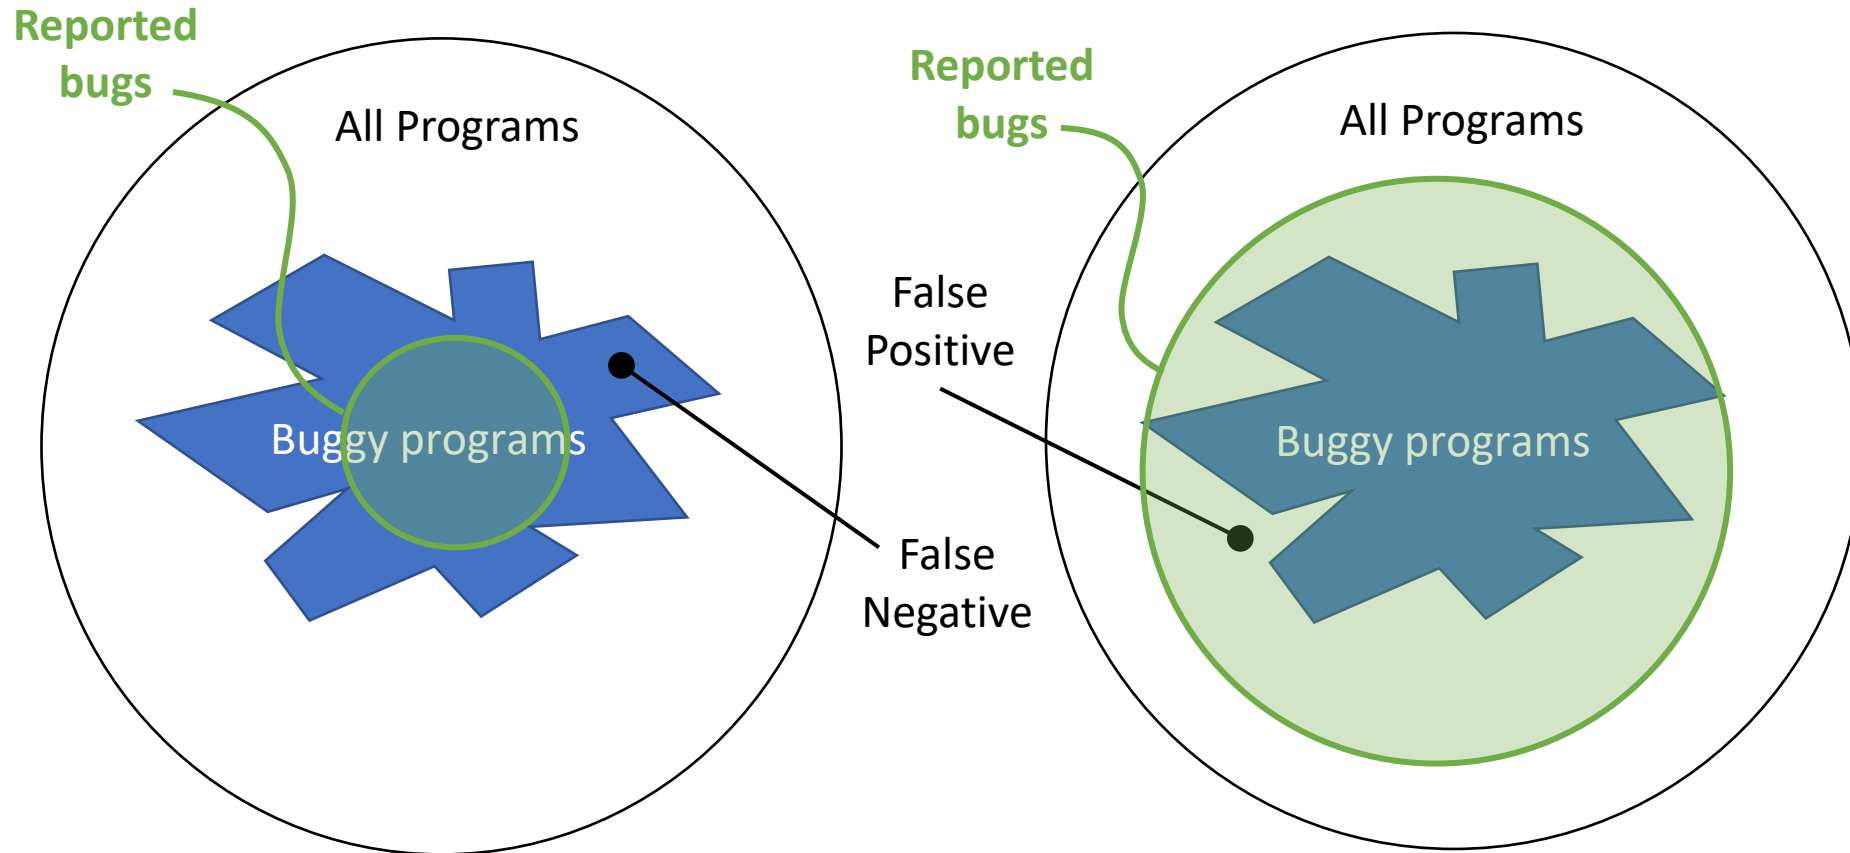 Reported
bugs
All Programs
Buggy programs
False
Negative
Reported
bugs
All Programs
False
Positive
Buggy programs